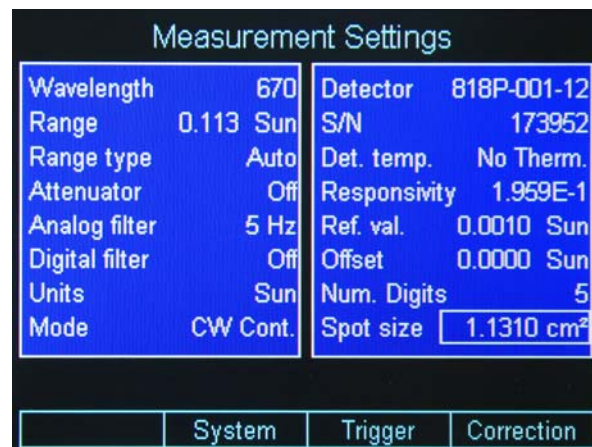 Measurement Settings
Wavelength 670
Range 0.113 Sun
Range type Auto
Attenuator Off
Analog filter 5 Hz
Digital filter Off
Units Sun
Mode CW Cont.
Detector 818P-001-12
S/N 173952
Det. temp. No Therm.
Responsivity 1.959E-1
Ref. val. 0.0010 Sun
Offset 0.0000 Sun
Num. Digits 5
Spot size 1.1310 cm²
System Trigger Correction